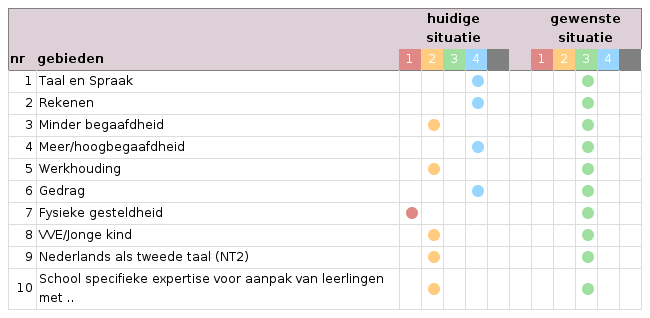 huidige situatie
gewenste situatie
nr gebieden 1 2 3 4 1 2 3 4
1 Taal en Spraak
2 Rekenen
3 Minder begaafdheid
4 Meer/hoogbegaafdheid
5 Werkhouding
6 Gedrag
7 Fysieke gesteldheid
8 VVE/Jonge kind
9 Nederlands als tweede taal (NT2)
10 School specifieke expertise voor aanpak van leerlingen
met ..